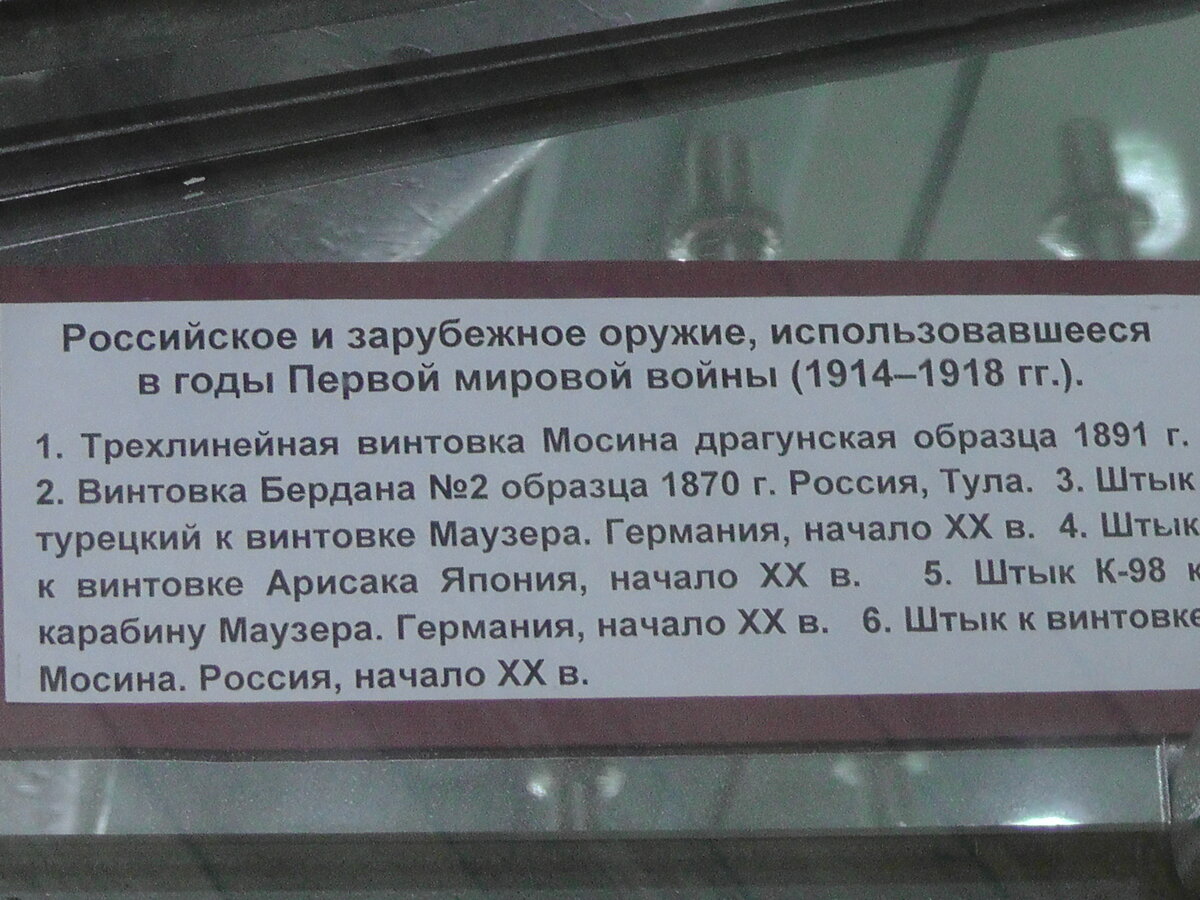 Российское и зарубежное оружие, использовавшееся
в годы Первой мировой войны (1914–1918 гг.).
1. Трехлинейная винтовка Мосина драгунская образца 1891 г.
2. Винтовка Бердана №2 образца 1870 г. Россия, Тула. 3. Штык
турецкий к винтовке Маузера. Германия, начало XX в. 4. Штык
к винтовке Арисака Япония, начало XX в. 5. Штык К-98 к
карабину Маузера. Германия, начало XX в. 6. Штык к винтовке
Мосина. Россия, начало XX в.